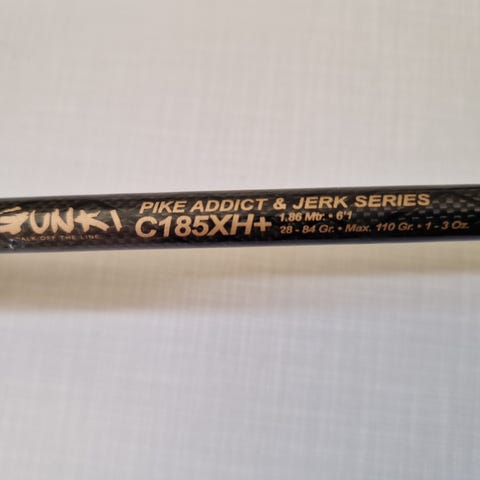 GUNKI
WALK OFF THE LINE
PIKE ADDICT & JERK SERIES
C185XH+
1.86 Mtr. • 6'1
28 - 84 Gr. • Max. 110 Gr. • 1 - 3 Oz.